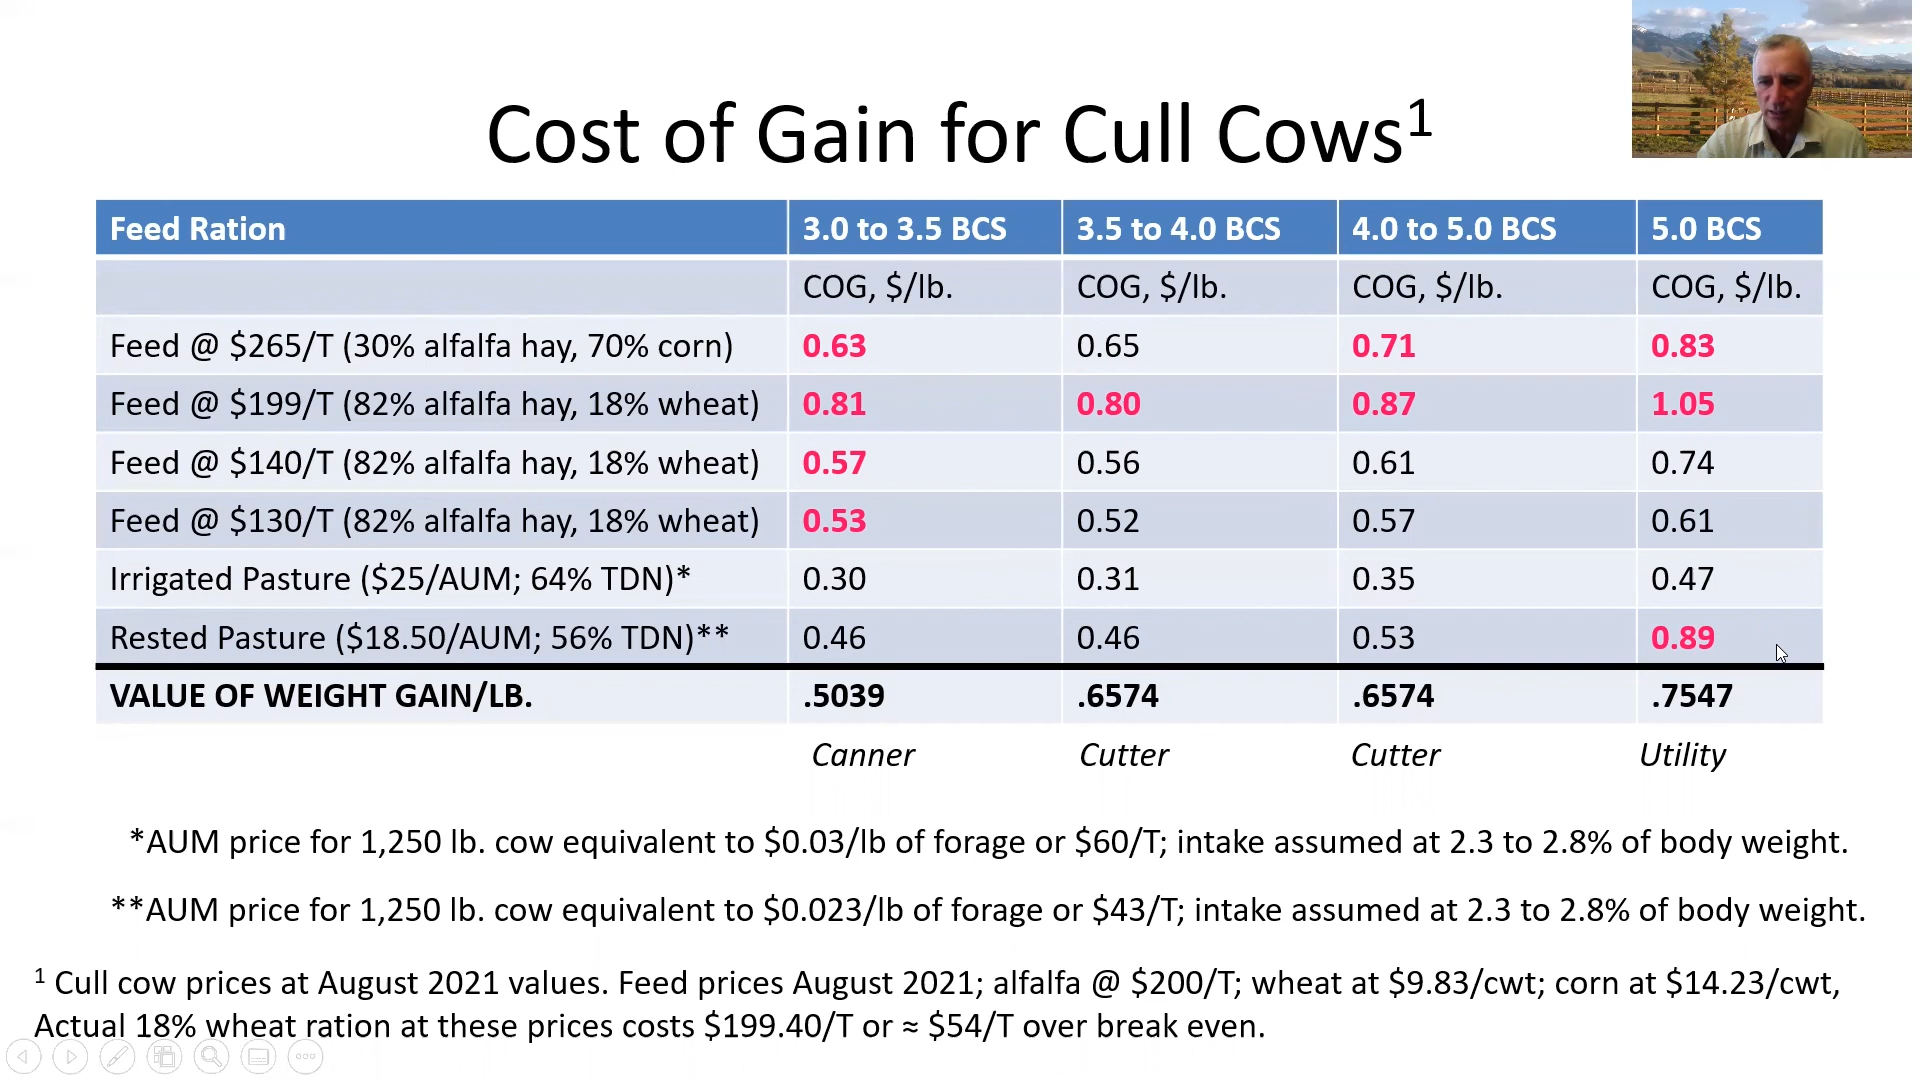 Cost of Gain for Cull Cows¹
Feed Ration 3.0 to 3.5 BCS 3.5 to 4.0 BCS 4.0 to 5.0 BCS 5.0 BCS
COG, $/lb. COG, $/lb. COG, $/lb. COG, $/lb.
Feed @ $265/T (30% alfalfa hay, 70% corn) 0.63 0.65 0.71 0.83
Feed @ $199/T (82% alfalfa hay, 18% wheat) 0.81 0.80 0.87 1.05
Feed @ $140/T (82% alfalfa hay, 18% wheat) 0.57 0.56 0.61 0.74
Feed @ $130/T (82% alfalfa hay, 18% wheat) 0.53 0.52 0.57 0.61
Irrigated Pasture ($25/AUM; 64% TDN)* 0.30 0.31 0.35 0.47
Rested Pasture ($18.50/AUM; 56% TDN)** 0.46 0.46 0.53 0.89
VALUE OF WEIGHT GAIN/LB. .5039 .6574 .6574 .7547
Canner Cutter Cutter Utility
*AUM price for 1,250 lb. cow equivalent to $0.03/lb of forage or $60/T; intake assumed at 2.3 to 2.8% of body weight.
**AUM price for 1,250 lb. cow equivalent to $0.023/lb of forage or $43/T; intake assumed at 2.3 to 2.8% of body weight.
¹ Cull cow prices at August 2021 values. Feed prices August 2021; alfalfa @ $200/T; wheat at $9.83/cwt; corn at $14.23/cwt,
Actual 18% wheat ration at these prices costs $199.40/T or ≈ $54/T over break even.